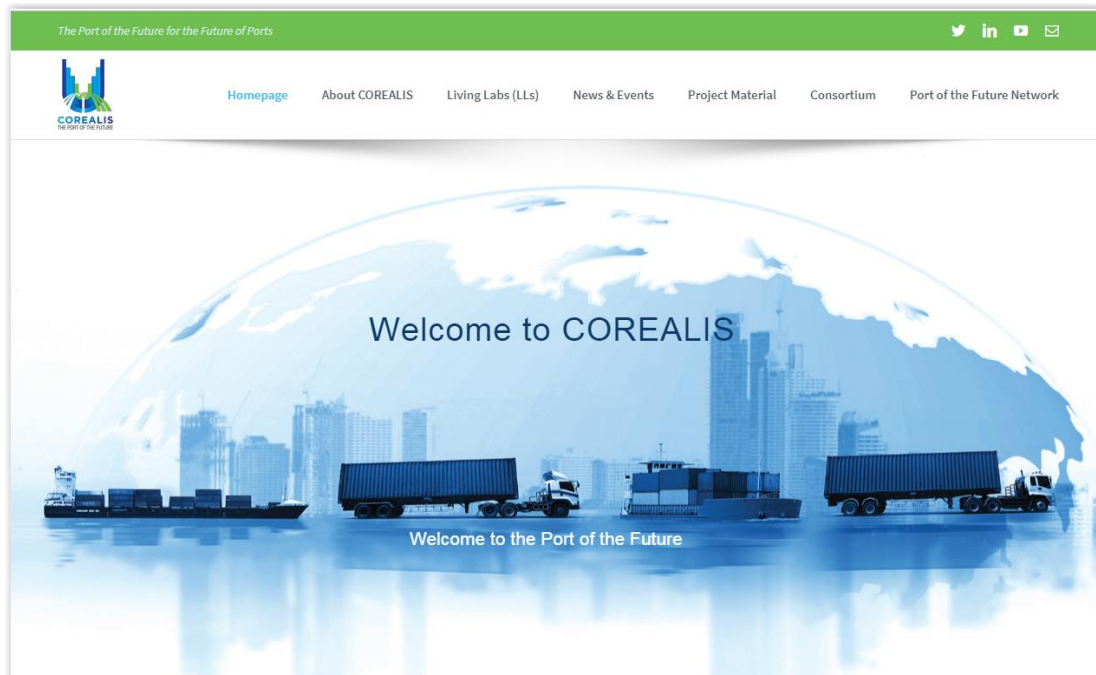 The Port of the Future for the Future of Ports
COREALIS
THE PORT OF THE FUTURE
Homepage
About COREALIS
Living Labs (LLs)
News & Events
Project Material
Consortium
Port of the Future Network
Welcome to COREALIS
Welcome to the Port of the Future